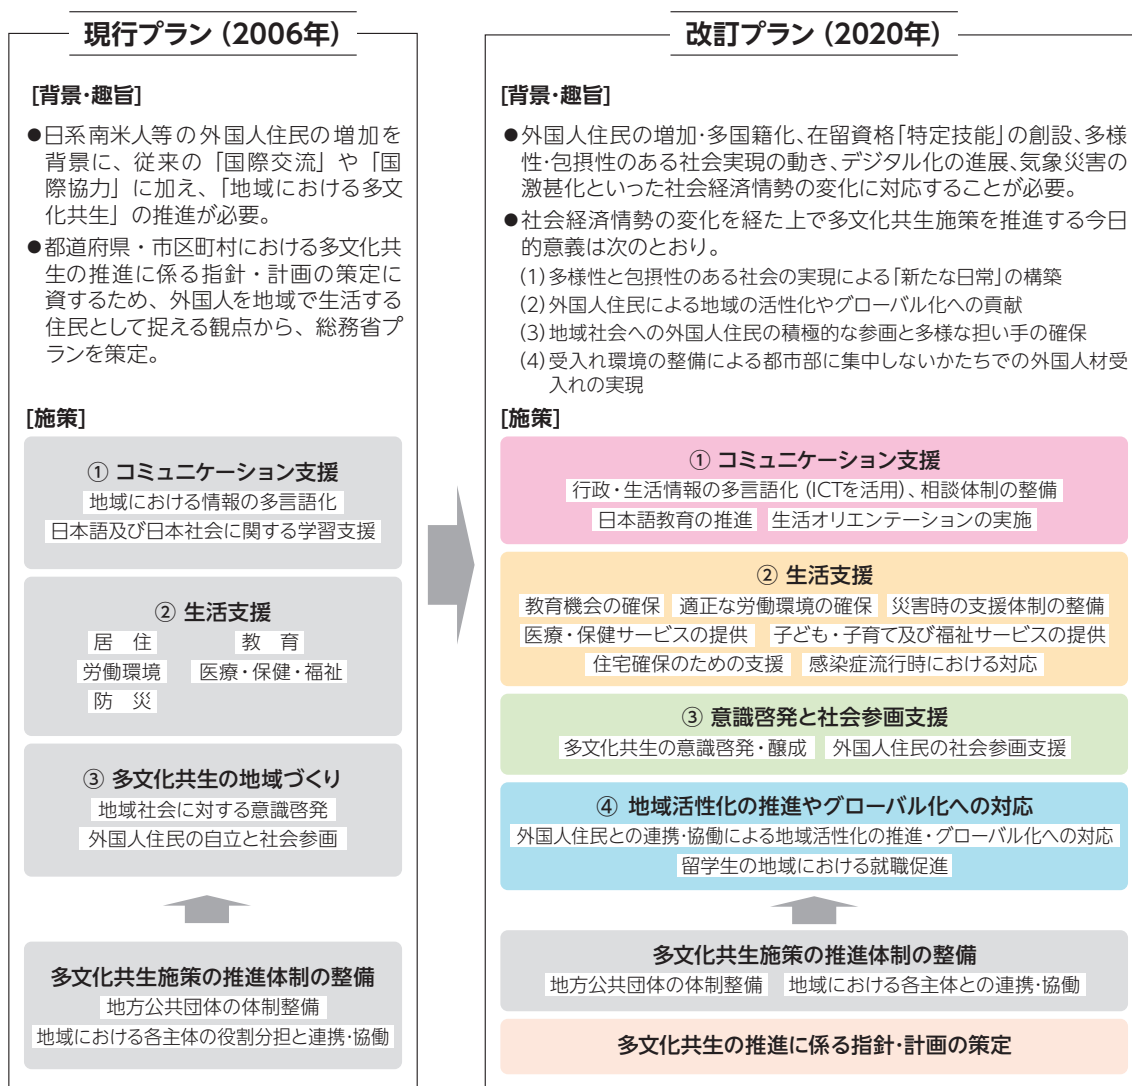 現行プラン（2006年）
[背景・趣旨]
●日系南米人等の外国人住民の増加を
背景に、従来の「国際交流」や「国
際協力」に加え、「地域における多文
化共生」の推進が必要。
●都道府県・市区町村における多文化共
生の推進に係る指針・計画の策定に
資するため、外国人を地域で生活する
住民として捉える観点から、総務省プ
ランを策定。
[施策]
① コミュニケーション支援
地域における情報の多言語化
日本語及び日本社会に関する学習支援
② 生活支援
居　住　教　育
労働環境　医療・保健・福祉
防　災
③ 多文化共生の地域づくり
地域社会に対する意識啓発
外国人住民の自立と社会参画
多文化共生施策の推進体制の整備
地方公共団体の体制整備
地域における各主体の役割分担と連携・協働
改訂プラン（2020年）
[背景・趣旨]
●外国人住民の増加・多国籍化、在留資格「特定技能」の創設、多様
性・包摂性のある社会実現の動き、デジタル化の進展、気象災害の
激甚化といった社会経済情勢の変化に対応することが必要。
●社会経済情勢の変化を経た上で多文化共生施策を推進する今日
的意義は次のとおり。
(1)多様性と包摂性のある社会の実現による「新たな日常」の構築
(2)外国人住民による地域の活性化やグローバル化への貢献
(3)地域社会への外国人住民の積極的な参画と多様な担い手の確保
(4)受入れ環境の整備による都市部に集中しないかたちでの外国人材受
入れの実現
[施策]
① コミュニケーション支援
行政・生活情報の多言語化（ICTを活用）、相談体制の整備
日本語教育の推進　生活オリエンテーションの実施
② 生活支援
教育機会の確保　適正な労働環境の確保　災害時の支援体制の整備
医療・保健サービスの提供　子ども・子育て及び福祉サービスの提供
住宅確保のための支援　感染症流行時における対応
③ 意識啓発と社会参画支援
多文化共生の意識啓発・醸成　外国人住民の社会参画支援
④ 地域活性化の推進やグローバル化への対応
外国人住民との連携・協働による地域活性化の推進・グローバル化への対応
留学生の地域における就職促進
多文化共生施策の推進体制の整備
地方公共団体の体制整備　地域における各主体との連携・協働
多文化共生の推進に係る指針・計画の策定